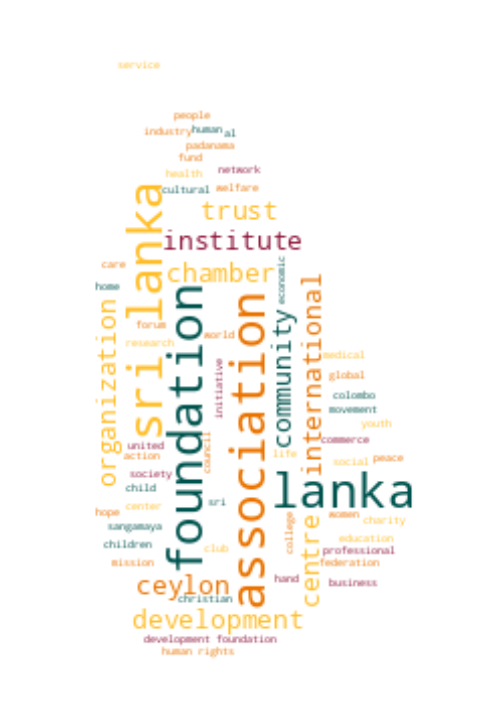 service
people
industry human al
padanama
fund
health network
cultural welfare
trust
sri lanka
institute
care
chamber
home
economic
foundation
association
international
organization
community
forum
world
research
medical
initiative
global
colombo
movement
youth
united
council
commerce
action
life
social peace
society
lanka
child
sri
hope center
women charity
sangamaya
centre
college
children
club
education
professional
mission
federation
hand business
ceylon
christian
development
development foundation
human rights